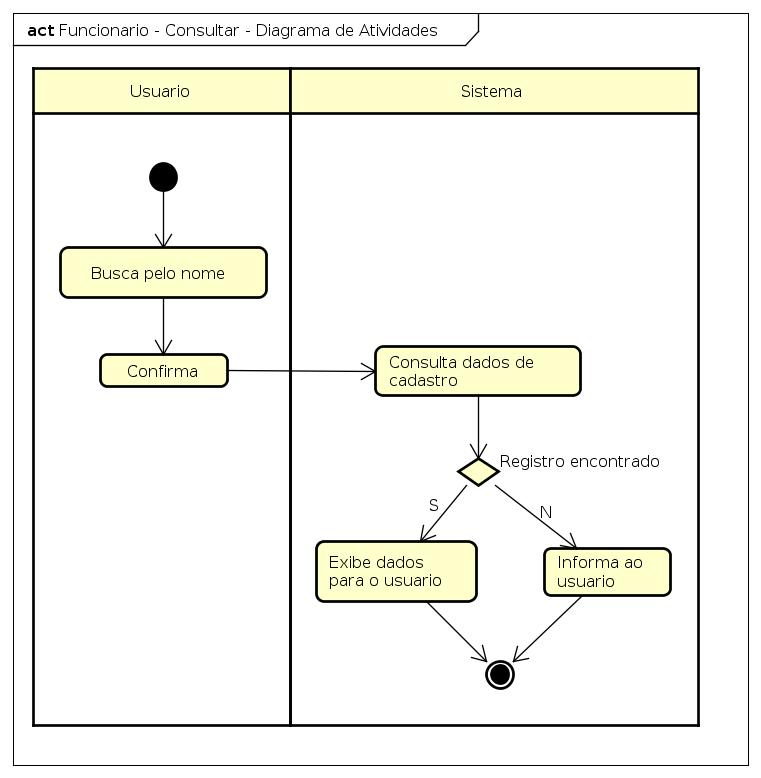 act Funcionario - Consultar - Diagrama de Atividades
Usuario
Sistema
Busca pelo nome
Confirma
Consulta dados de
cadastro
Registro encontrado
S
N
Exibe dados
para o usuario
Informa ao
usuario